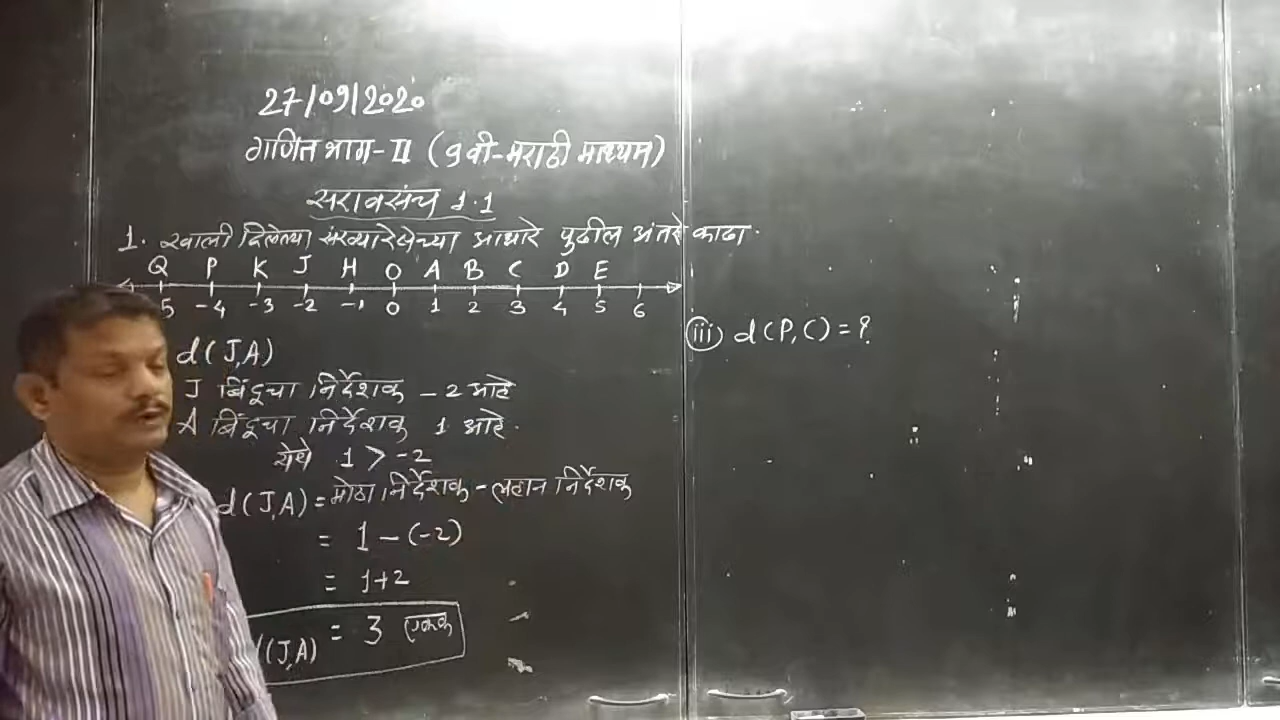 27/09/2020
गणित भाग-II (9वी-मराठी माध्यम)
सरावसंच 1.1
1. खाली दिलेल्या संख्यारेषेच्या आधारे पुढील अंतरे काढा.
Q P K J H O A B C D E
5 -4 -3 -2 -1 0 1 2 3 4 5 6
d(J,A)
J बिंदूचा निर्देशक -2 आहे
A बिंदूचा निर्देशक 1 आहे.
येथे 1 > -2
d(J,A) = मोठा निर्देशक - लहान निर्देशक
= 1-(-2)
= 1+2
d(J,A) = 3 एकक
(iii) d(P,C) = ?